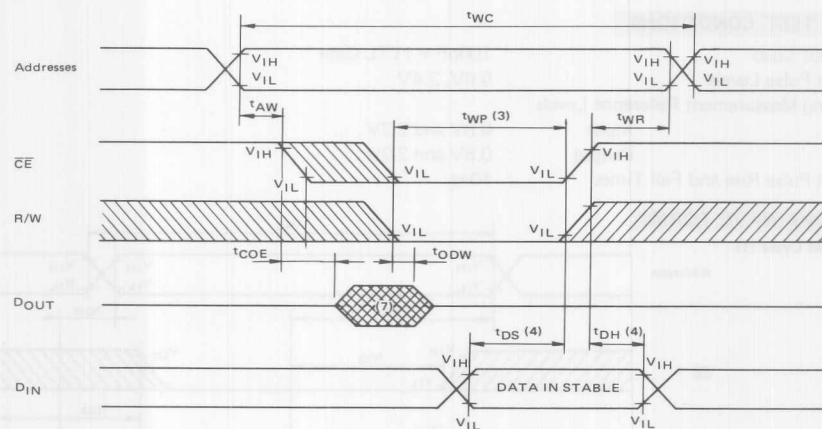 tWC
Addresses
VIH
VIL
VIH
VIL
VIH
VIL
tAW
tWP (3)
tWR
CE
VIH
VIL
VIL
VIL
VIH
R/W
VIL
VIL
tCOE
tODW
DOUT
(7)
tDS (4)
tDH (4)
DIN
VIH
DATA IN STABLE
VIH
VIL
VIL